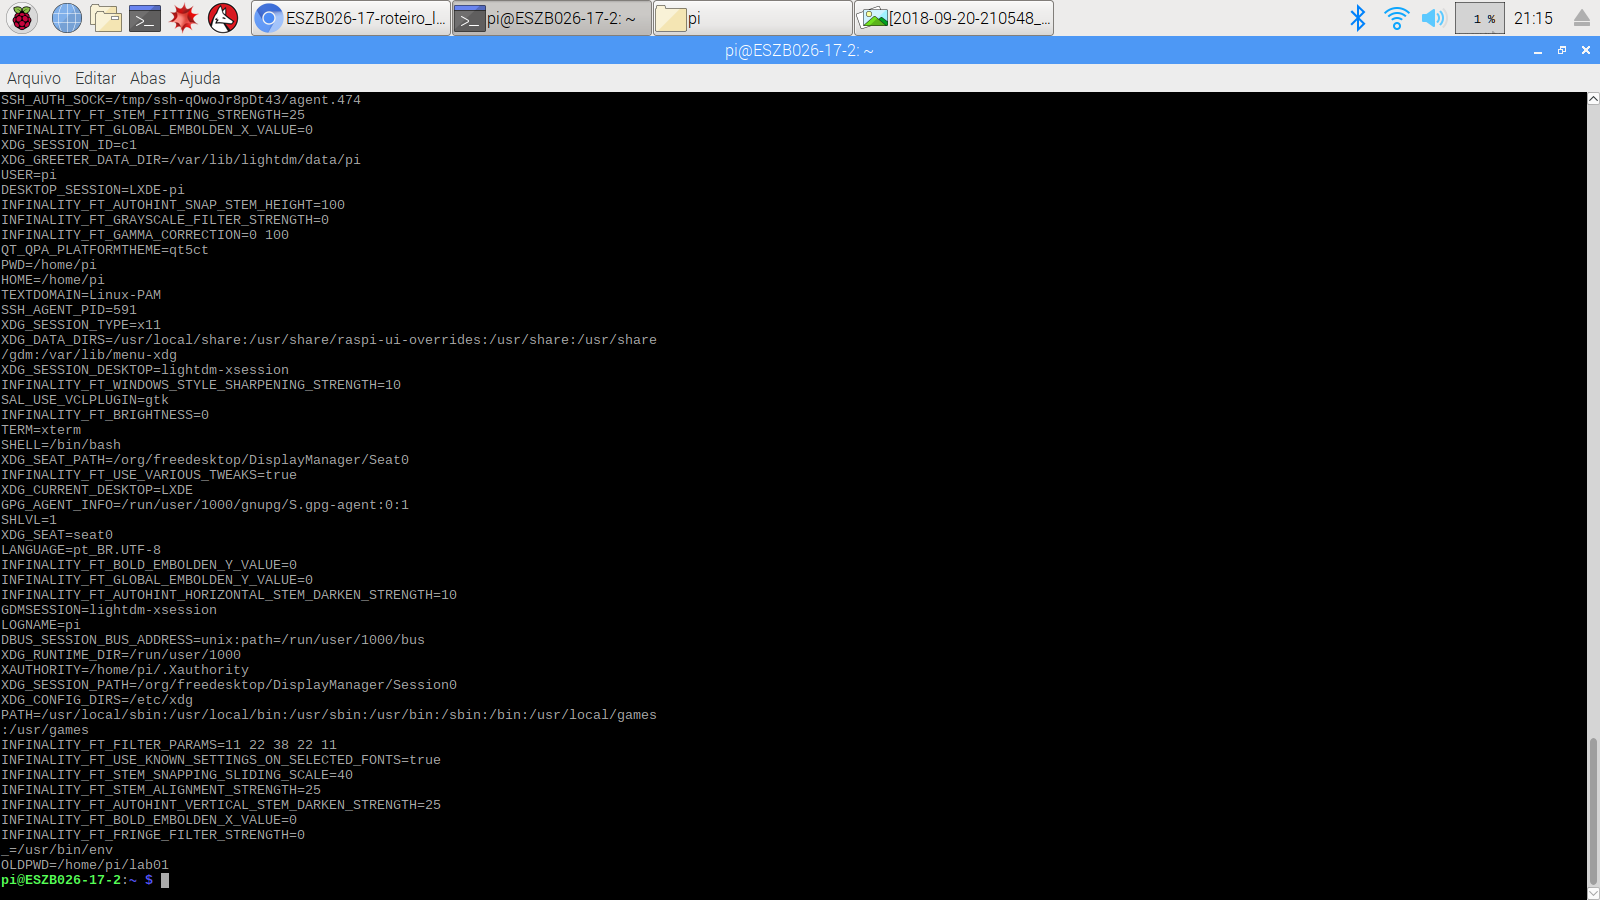 ESZB026-17-roteiro_l...
pi@ESZB026-17-2: ~
pi
[2018-09-20-210548_...
1 %
21:15
pi@ESZB026-17-2: ~
Arquivo Editar Abas Ajuda
SSH_AUTH_SOCK=/tmp/ssh-qOwoJr8pDt43/agent.474
INFINALITY_FT_STEM_FITTING_STRENGTH=25
INFINALITY_FT_GLOBAL_EMBOLDEN_X_VALUE=0
XDG_SESSION_ID=c1
XDG_GREETER_DATA_DIR=/var/lib/lightdm/data/pi
USER=pi
DESKTOP_SESSION=LXDE-pi
INFINALITY_FT_AUTOHINT_SNAP_STEM_HEIGHT=100
INFINALITY_FT_GRAYSCALE_FILTER_STRENGTH=0
INFINALITY_FT_GAMMA_CORRECTION=0 100
QT_QPA_PLATFORMTHEME=qt5ct
PWD=/home/pi
HOME=/home/pi
TEXTDOMAIN=Linux-PAM
SSH_AGENT_PID=591
XDG_SESSION_TYPE=x11
XDG_DATA_DIRS=/usr/local/share:/usr/share/raspi-ui-overrides:/usr/share:/usr/share
/gdm:/var/lib/menu-xdg
XDG_SESSION_DESKTOP=lightdm-xsession
INFINALITY_FT_WINDOWS_STYLE_SHARPENING_STRENGTH=10
SAL_USE_VCLPLUGIN=gtk
INFINALITY_FT_BRIGHTNESS=0
TERM=xterm
SHELL=/bin/bash
XDG_SEAT_PATH=/org/freedesktop/DisplayManager/Seat0
INFINALITY_FT_USE_VARIOUS_TWEAKS=true
XDG_CURRENT_DESKTOP=LXDE
GPG_AGENT_INFO=/run/user/1000/gnupg/S.gpg-agent:0:1
SHLVL=1
XDG_SEAT=seat0
LANGUAGE=pt_BR.UTF-8
INFINALITY_FT_BOLD_EMBOLDEN_Y_VALUE=0
INFINALITY_FT_GLOBAL_EMBOLDEN_Y_VALUE=0
INFINALITY_FT_AUTOHINT_HORIZONTAL_STEM_DARKEN_STRENGTH=10
GDMSESSION=lightdm-xsession
LOGNAME=pi
DBUS_SESSION_BUS_ADDRESS=unix:path=/run/user/1000/bus
XDG_RUNTIME_DIR=/run/user/1000
XAUTHORITY=/home/pi/.Xauthority
XDG_SESSION_PATH=/org/freedesktop/DisplayManager/Session0
XDG_CONFIG_DIRS=/etc/xdg
PATH=/usr/local/sbin:/usr/local/bin:/usr/sbin:/usr/bin:/sbin:/bin:/usr/local/games
:/usr/games
INFINALITY_FT_FILTER_PARAMS=11 22 38 22 11
INFINALITY_FT_USE_KNOWN_SETTINGS_ON_SELECTED_FONTS=true
INFINALITY_FT_STEM_SNAPPING_SLIDING_SCALE=40
INFINALITY_FT_STEM_ALIGNMENT_STRENGTH=25
INFINALITY_FT_AUTOHINT_VERTICAL_STEM_DARKEN_STRENGTH=25
INFINALITY_FT_BOLD_EMBOLDEN_X_VALUE=0
INFINALITY_FT_FRINGE_FILTER_STRENGTH=0
_=/usr/bin/env
OLDPWD=/home/pi/lab01
pi@ESZB026-17-2:~ $